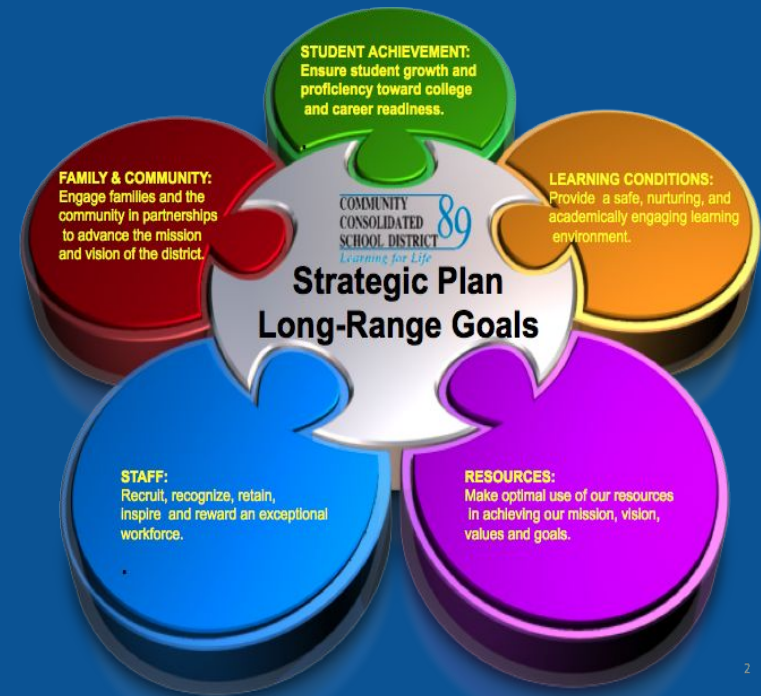 STUDENT ACHIEVEMENT:
Ensure student growth and
proficiency toward college
and career readiness.
FAMILY & COMMUNITY:
Engage families and the
community in partnerships
to advance the mission
and vision of the district.
LEARNING CONDITIONS:
Provide a safe, nurturing, and
academically engaging learning
environment.
COMMUNITY
CONSOLIDATED
SCHOOL DISTRICT 89
Learning for Life
Strategic Plan
Long-Range Goals
STAFF:
Recruit, recognize, retain,
inspire and reward an exceptional
workforce.
.
RESOURCES:
Make optimal use of our resources
in achieving our mission, vision,
values and goals.
2